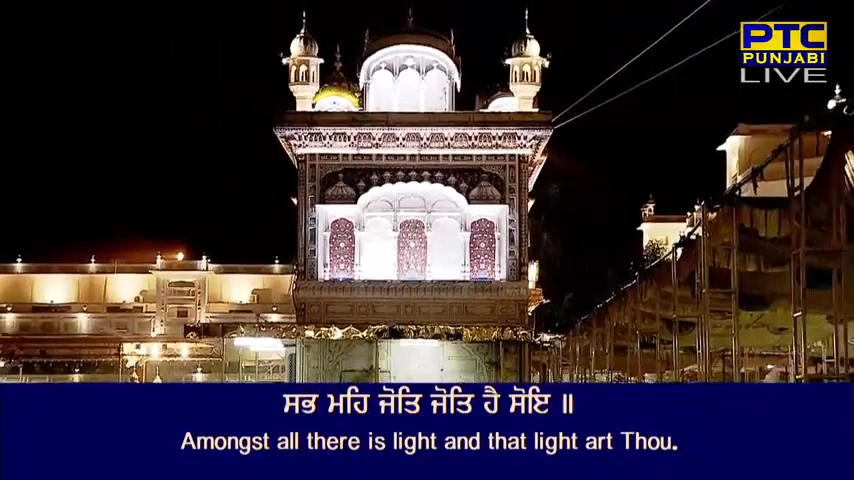 PTC
PUNJABI
LIVE
ਸਭ ਮਹਿ ਜੋਤਿ ਜੋਤਿ ਹੈ ਸੋਇ ॥
Amongst all there is light and that light art Thou.